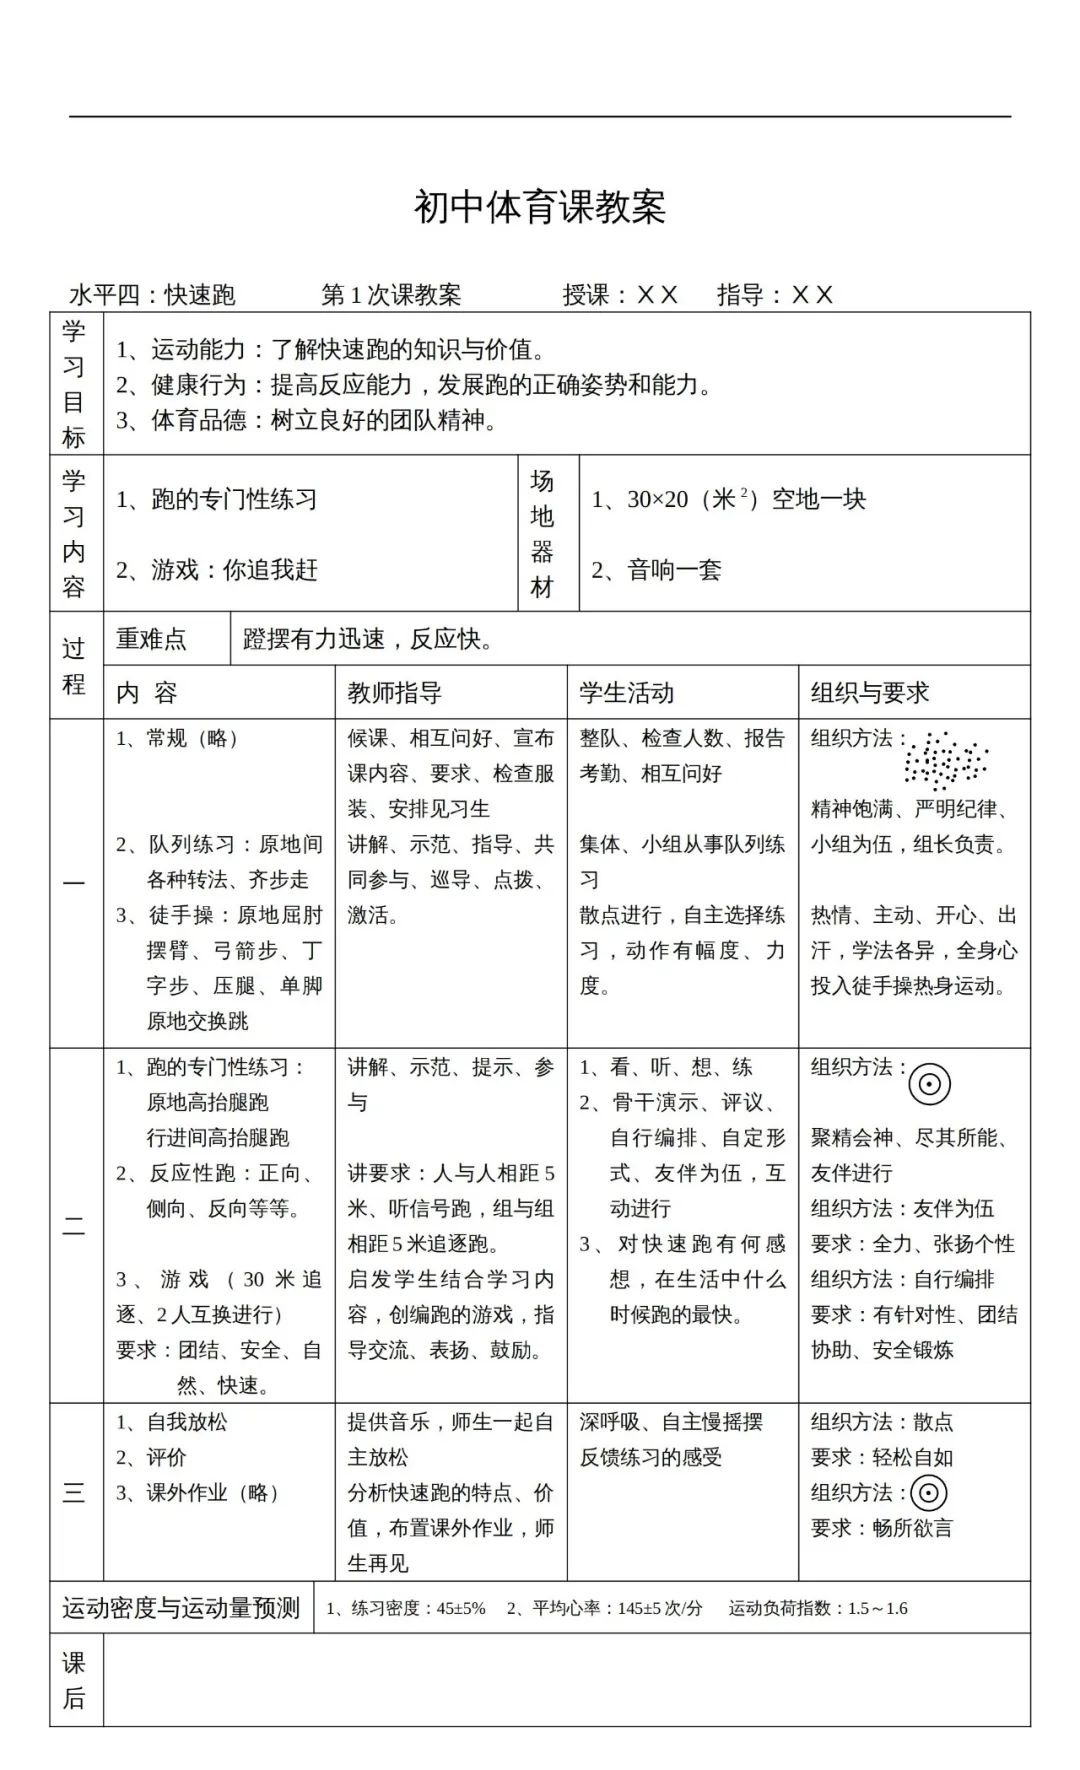 初中体育课教案
水平四：快速跑 第 1 次课教案 授课：ＸＸ 指导：ＸＸ
学
习
目
标
1、运动能力：了解快速跑的知识与价值。
2、健康行为：提高反应能力，发展跑的正确姿势和能力。
3、体育品德：树立良好的团队精神。
学
习
内
容
1、跑的专门性练习
2、游戏：你追我赶
场
地
器
材
1、30×20（米²）空地一块
2、音响一套
过
程
重难点
蹬摆有力迅速，反应快。
内 容
教师指导
学生活动
组织与要求
一
1、常规（略）
2、队列练习：原地间
各种转法、齐步走
3、徒手操：原地屈肘
摆臂、弓箭步、丁
字步、压腿、单脚
原地交换跳
候课、相互问好、宣布
课内容、要求、检查服
装、安排见习生
讲解、示范、指导、共
同参与、巡导、点拨、
激活。
整队、检查人数、报告
考勤、相互问好
集体、小组从事队列练
习
散点进行，自主选择练
习，动作有幅度、力
度。
组织方法：
精神饱满、严明纪律、
小组为伍，组长负责。
热情、主动、开心、出
汗，学法各异，全身心
投入徒手操热身运动。
二
1、跑的专门性练习：
原地高抬腿跑
行进间高抬腿跑
2、反应性跑：正向、
侧向、反向等等。
3、游戏（30 米追
逐、2 人互换进行）
要求：团结、安全、自
然、快速。
讲解、示范、提示、参
与
讲要求：人与人相距 5
米、听信号跑，组与组
相距 5 米追逐跑。
启发学生结合学习内
容，创编跑的游戏，指
导交流、表扬、鼓励。
1、看、听、想、练
2、骨干演示、评议、
自行编排、自定形
式、友伴为伍，互
动进行
3、对快速跑有何感
想，在生活中什么
时候跑的最快。
组织方法：
聚精会神、尽其所能、
友伴进行
组织方法：友伴为伍
要求：全力、张扬个性
组织方法：自行编排
要求：有针对性、团结
协助、安全锻炼
三
1、自我放松
2、评价
3、课外作业（略）
提供音乐，师生一起自
主放松
分析快速跑的特点、价
值，布置课外作业，师
生再见
深呼吸、自主慢摇摆
反馈练习的感受
组织方法：散点
要求：轻松自如
组织方法：
要求：畅所欲言
运动密度与运动量预测
1、练习密度：45±5% 2、平均心率：145±5 次/分 运动负荷指数：1.5～1.6
课
后